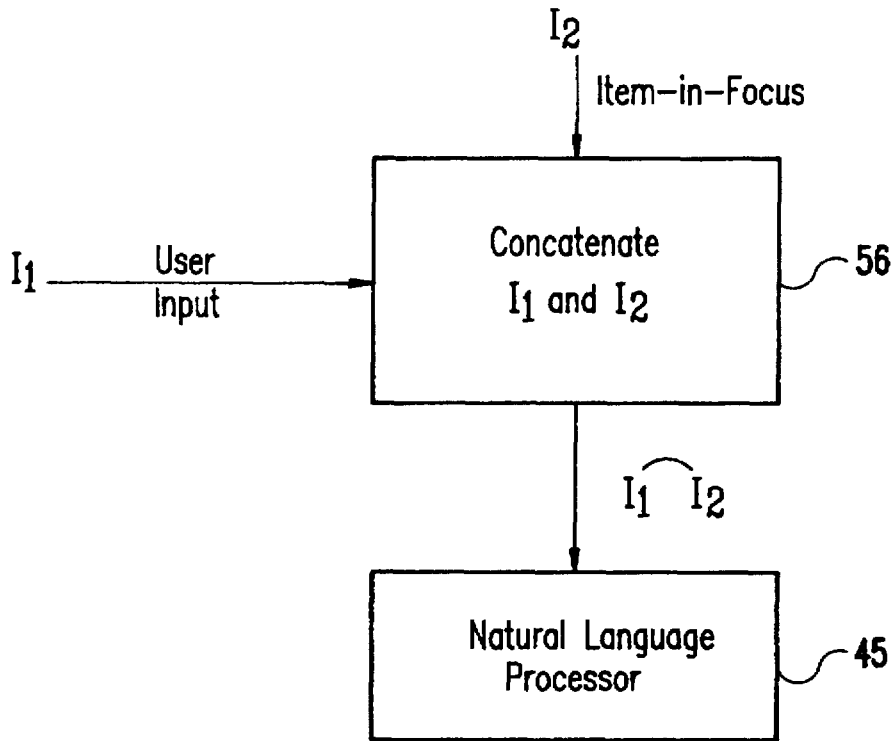 I2
Item-in-Focus
I1
User
Input
Concatenate
I1 and I2
56
I1 I2
Natural Language
Processor
45